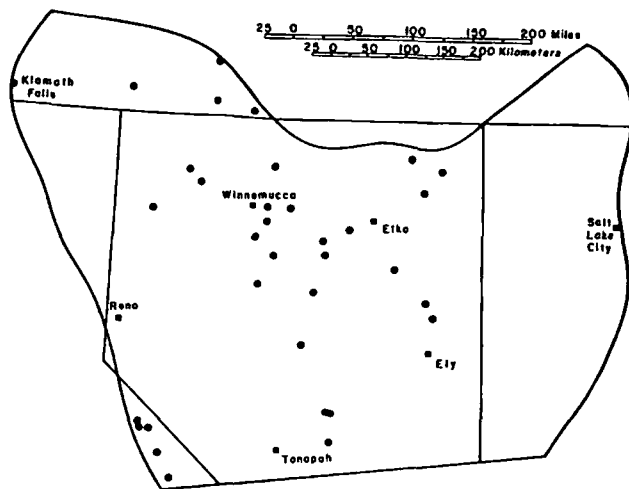 25 0 50 100 150 200 Miles
25 0 50 100 150 200 Kilometers
Klamath
Falls
Winnemucca
Elko
Salt
Lake
City
Reno
Ely
Tonopah